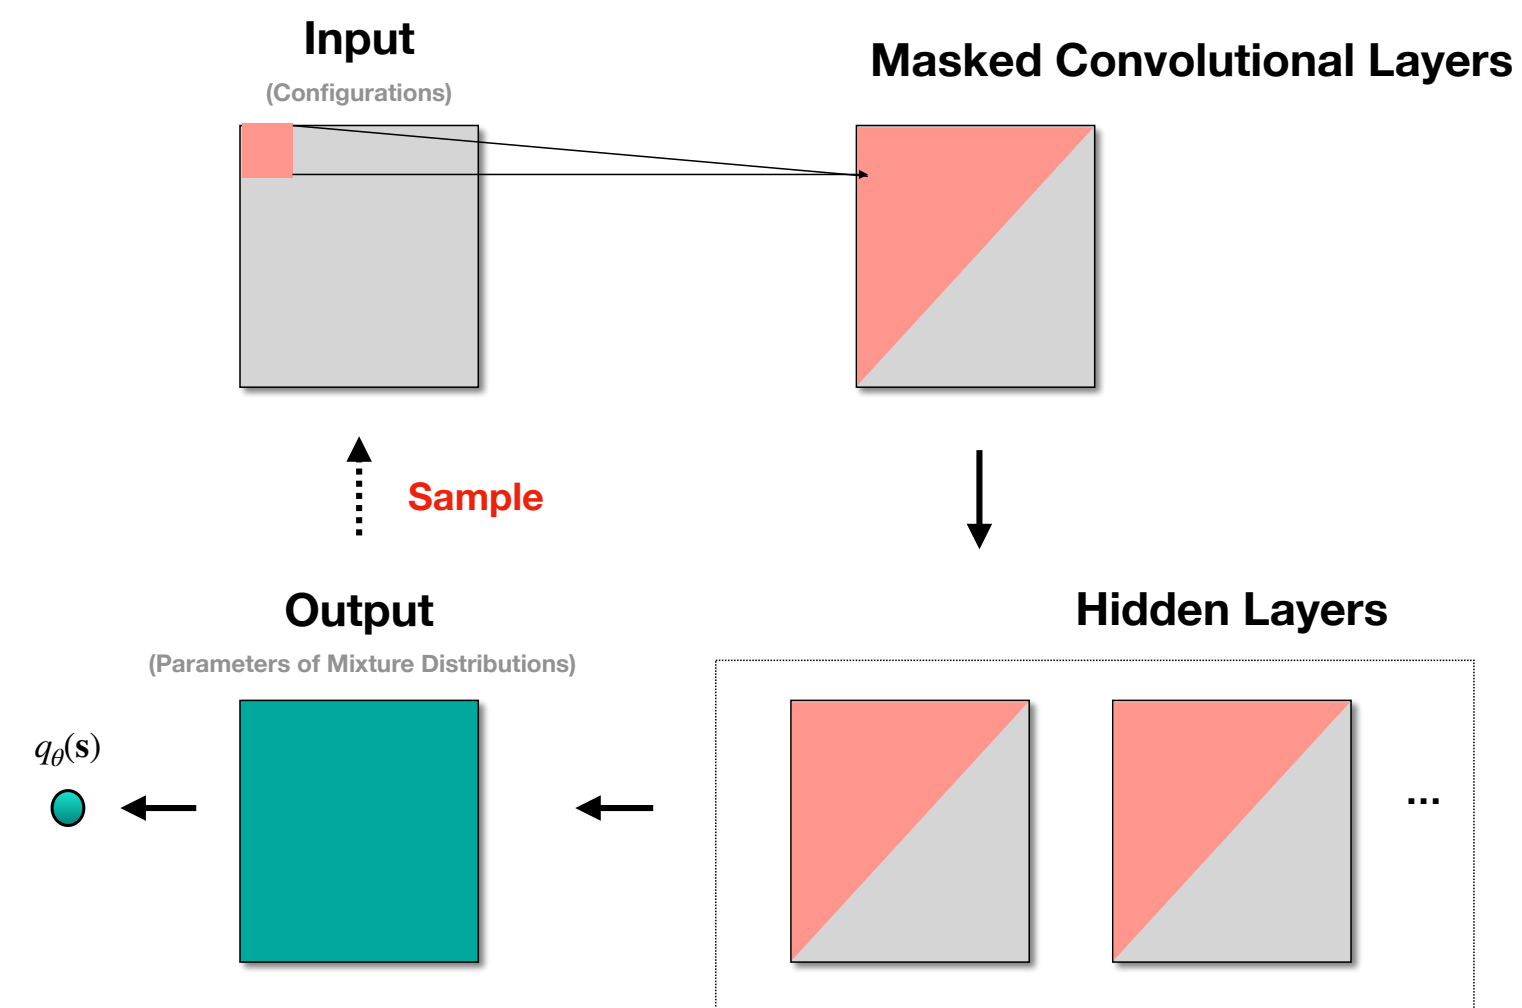 Input
(Configurations)
Masked Convolutional Layers
Sample
Output
(Parameters of Mixture Distributions)
Hidden Layers
qθ(s)
...